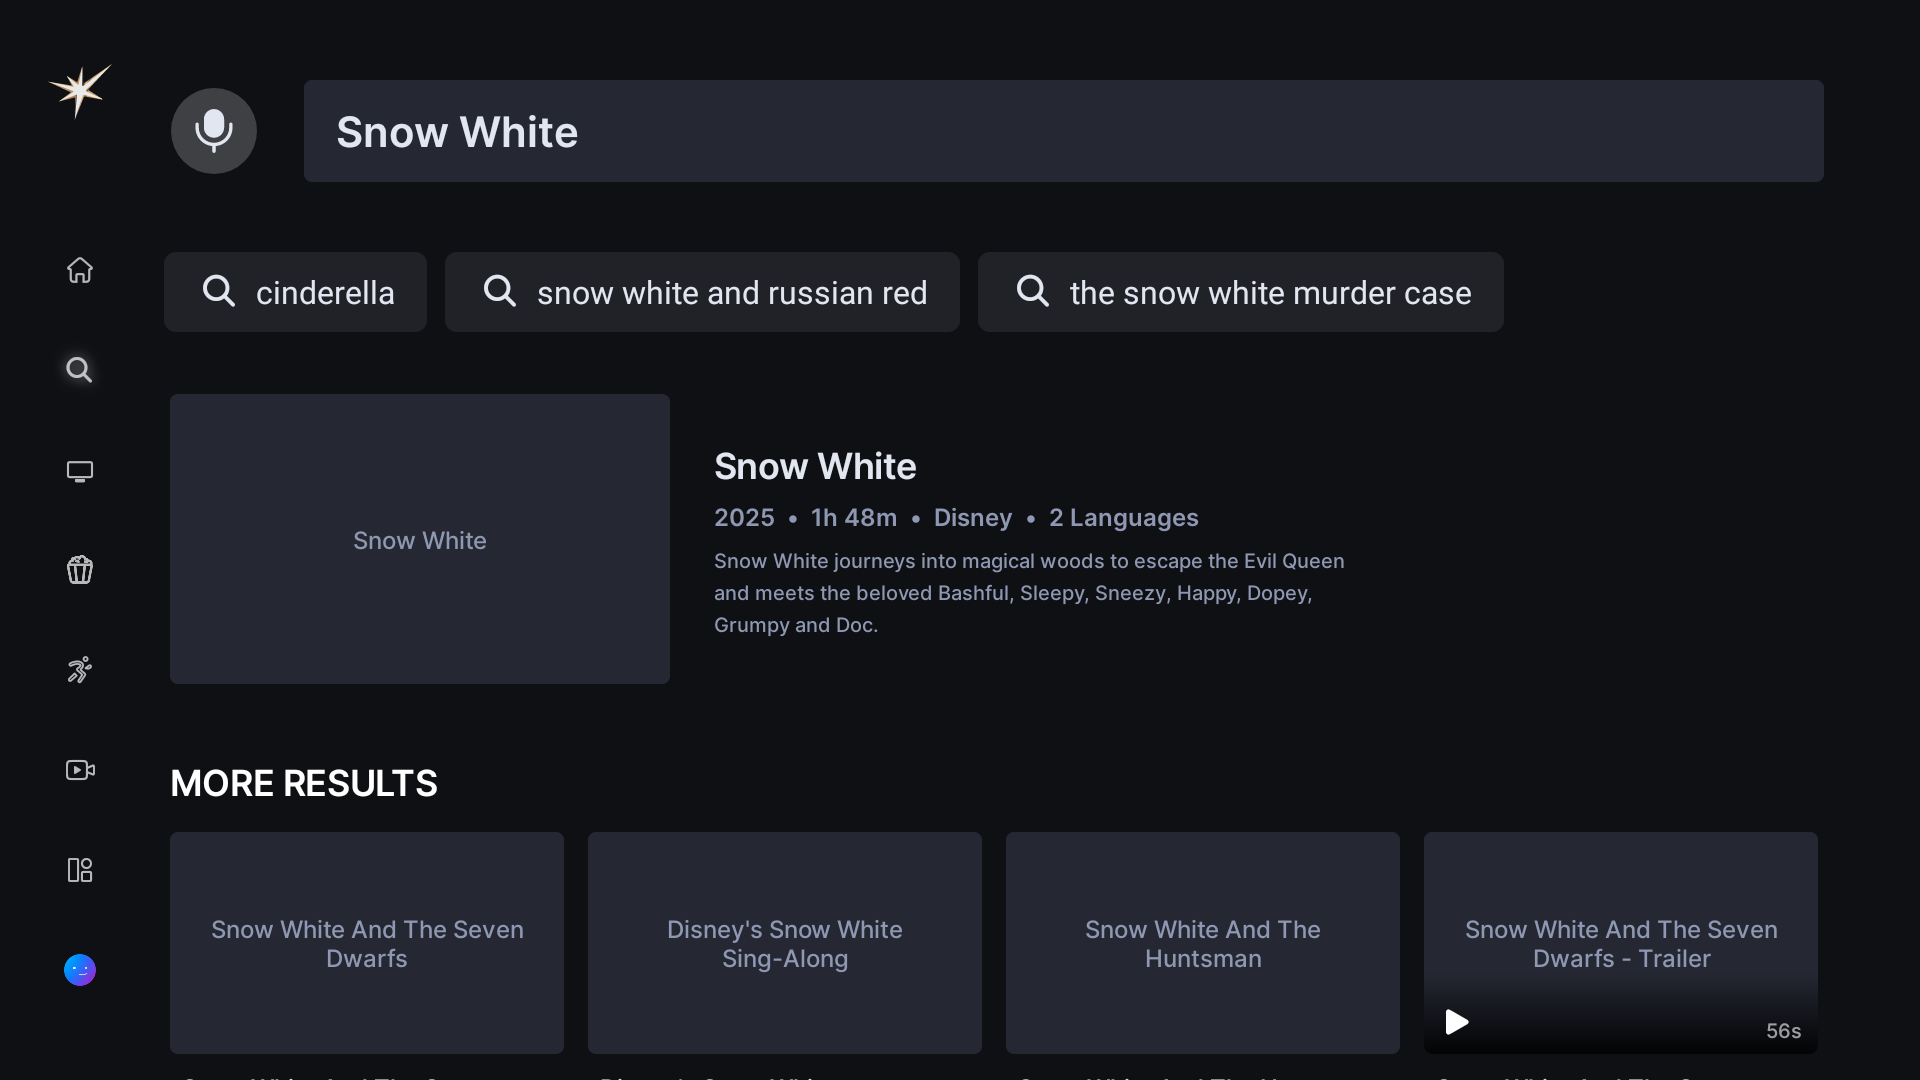 Snow White
cinderella
snow white and russian red
the snow white murder case
Snow White
Snow White
2025 • 1h 48m • Disney • 2 Languages
Snow White journeys into magical woods to escape the Evil Queen
and meets the beloved Bashful, Sleepy, Sneezy, Happy, Dopey,
Grumpy and Doc.
MORE RESULTS
Snow White And The Seven
Dwarfs
Disney's Snow White
Sing-Along
Snow White And The
Huntsman
Snow White And The Seven
Dwarfs - Trailer
56s